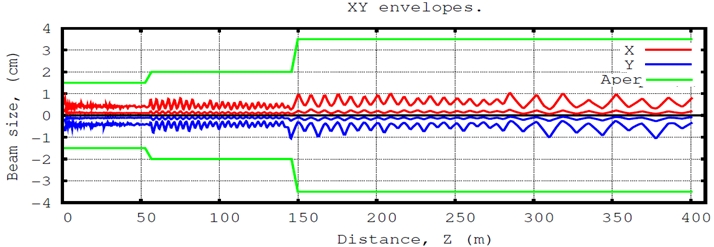 XY envelopes.
4
3
2
1
0
−1
−2
−3
−4
Beam size, (cm)
X
Y
Aper
0 50 100 150 200 250 300 350 400
Distance, Z (m)